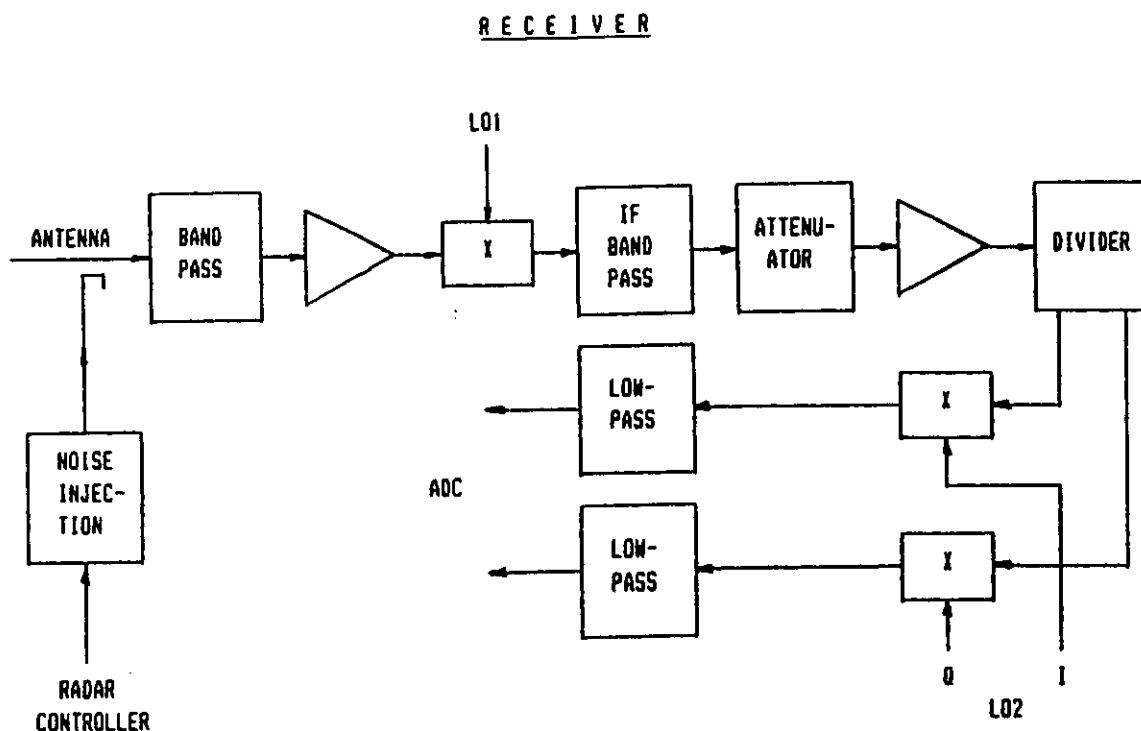 RECEIVER
LO1
ANTENNA
BAND
PASS
X
IF
BAND
PASS
ATTENU-
ATOR
DIVIDER
LOW-
PASS
X
NOISE
INJEC-
TION
ADC
LOW-
PASS
X
RADAR
CONTROLLER
Q
I
LO2